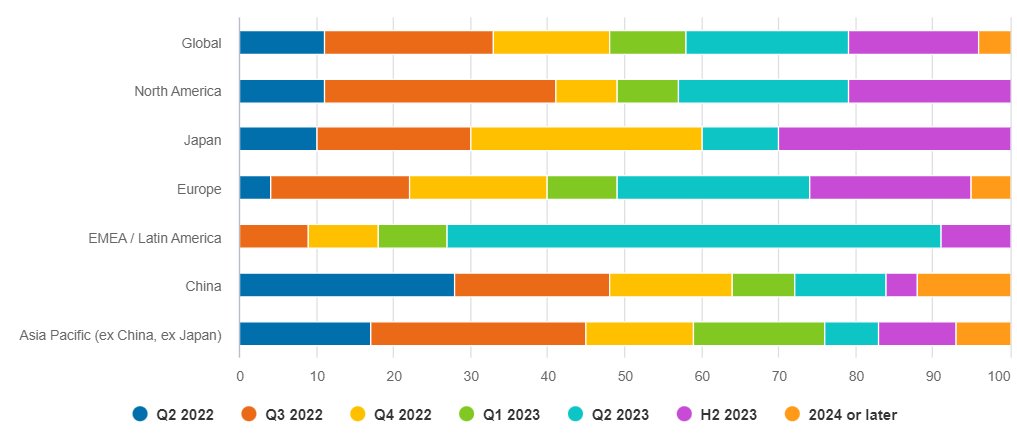 Global
North America
Japan
Europe
EMEA / Latin America
China
Asia Pacific (ex China, ex Japan)
0 10 20 30 40 50 60 70 80 90 100
Q2 2022 Q3 2022 Q4 2022 Q1 2023 Q2 2023 H2 2023 2024 or later